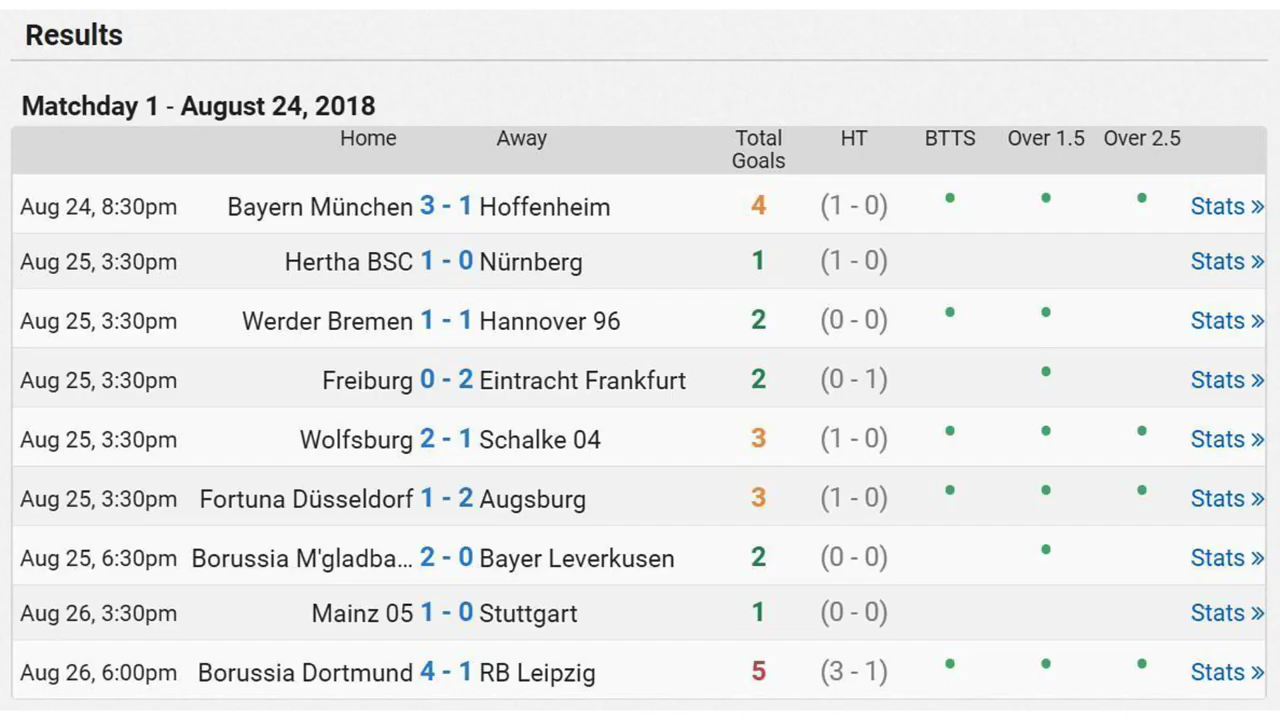 Results
Matchday 1 - August 24, 2018
Home Away Total Goals HT BTTS Over 1.5 Over 2.5
Aug 24, 8:30pm Bayern München 3 - 1 Hoffenheim 4 (1 - 0) • • • Stats »
Aug 25, 3:30pm Hertha BSC 1 - 0 Nürnberg 1 (1 - 0) Stats »
Aug 25, 3:30pm Werder Bremen 1 - 1 Hannover 96 2 (0 - 0) • • Stats »
Aug 25, 3:30pm Freiburg 0 - 2 Eintracht Frankfurt 2 (0 - 1) • Stats »
Aug 25, 3:30pm Wolfsburg 2 - 1 Schalke 04 3 (1 - 0) • • • Stats »
Aug 25, 3:30pm Fortuna Düsseldorf 1 - 2 Augsburg 3 (1 - 0) • • • Stats »
Aug 25, 6:30pm Borussia M'gladba... 2 - 0 Bayer Leverkusen 2 (0 - 0) • Stats »
Aug 26, 3:30pm Mainz 05 1 - 0 Stuttgart 1 (0 - 0) Stats »
Aug 26, 6:00pm Borussia Dortmund 4 - 1 RB Leipzig 5 (3 - 1) • • • Stats »